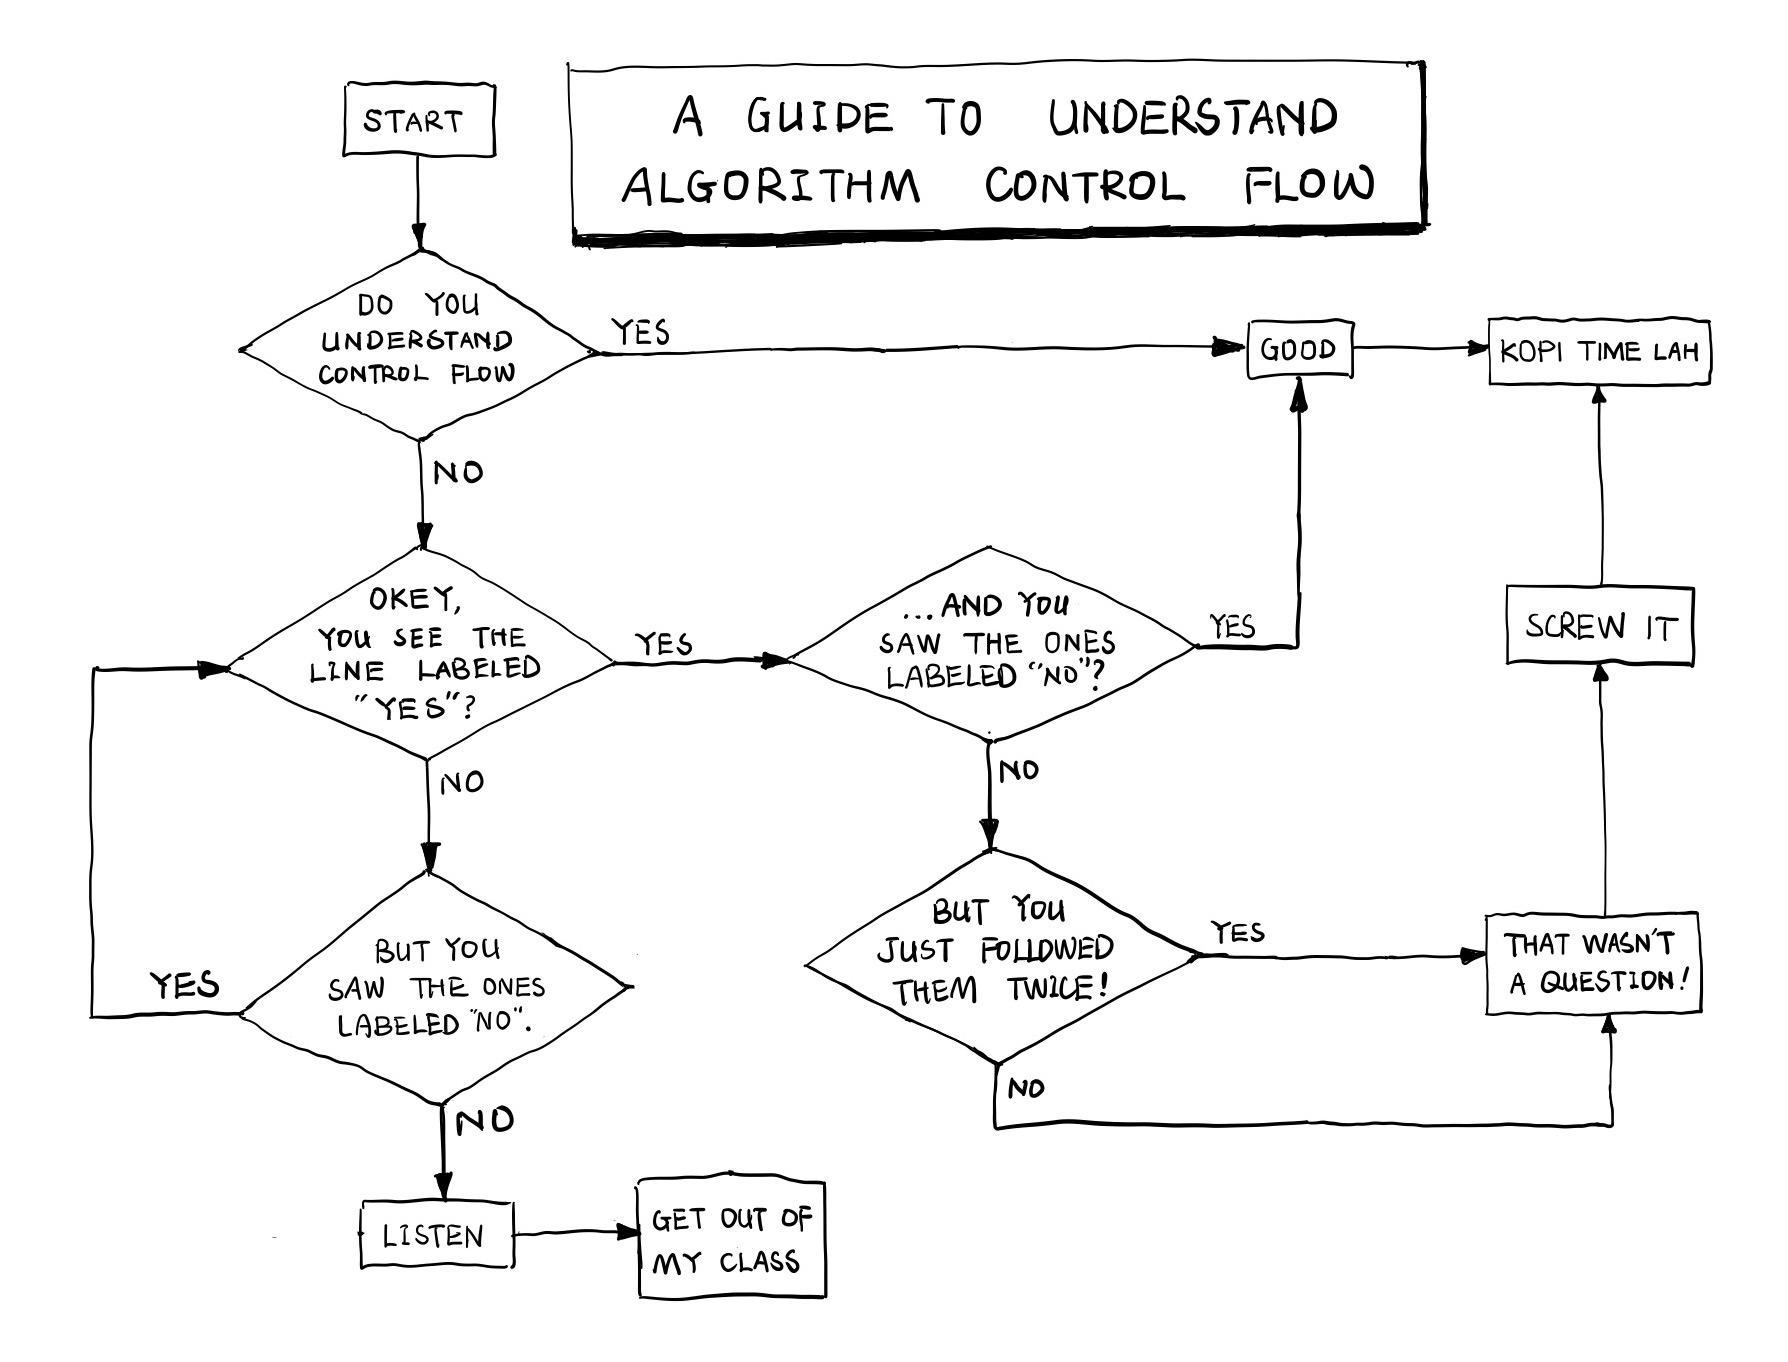 START
A GUIDE TO UNDERSTAND
ALGORITHM CONTROL FLOW
DO YOU
UNDERSTAND
CONTROL FLOW
YES
GOOD
KOPI TIME LAH
NO
OKEY,
YOU SEE THE
LINE LABELED
"YES"?
YES
...AND YOU
SAW THE ONES
LABELED "NO"?
YES
SCREW IT
NO
NO
BUT YOU
SAW THE ONES
LABELED "NO".
YES
BUT YOU
JUST FOLLOWED
THEM TWICE!
YES
THAT WASN'T
A QUESTION!
NO
NO
LISTEN
GET OUT OF
MY CLASS